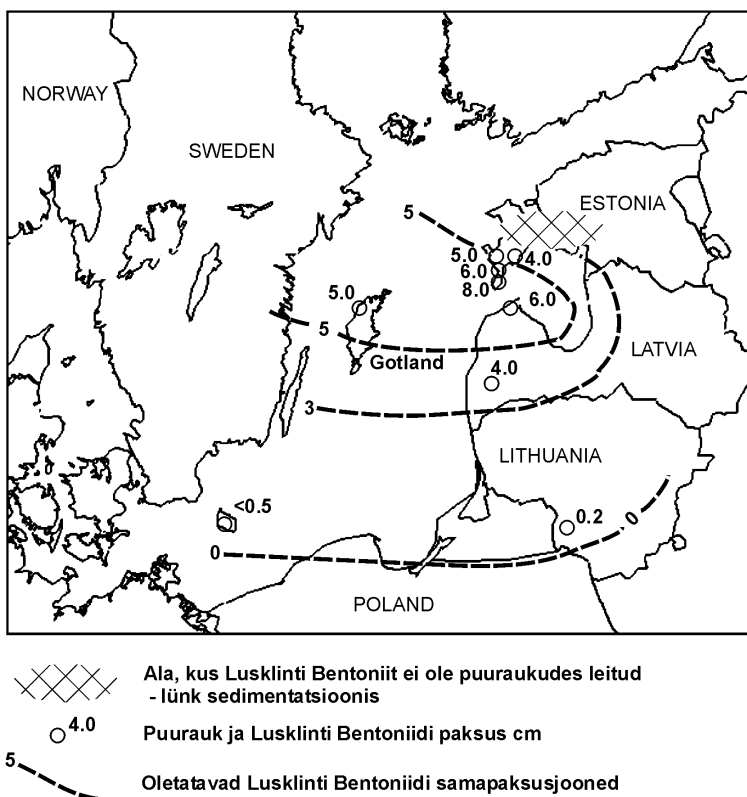 NORWAY
SWEDEN
ESTONIA
5
5.0
4.0
6.0
8.0
5.0
6.0
5
LATVIA
Gotland
4.0
3
LITHUANIA
<0.5
0.2
0
0
POLAND
Ala, kus Lusklinti Bentoniit ei ole puuraukudes leitud
- lünk sedimentatsioonis
4.0
Puurauk ja Lusklinti Bentoniidi paksus cm
5
Oletatavad Lusklinti Bentoniidi samapaksusjooned